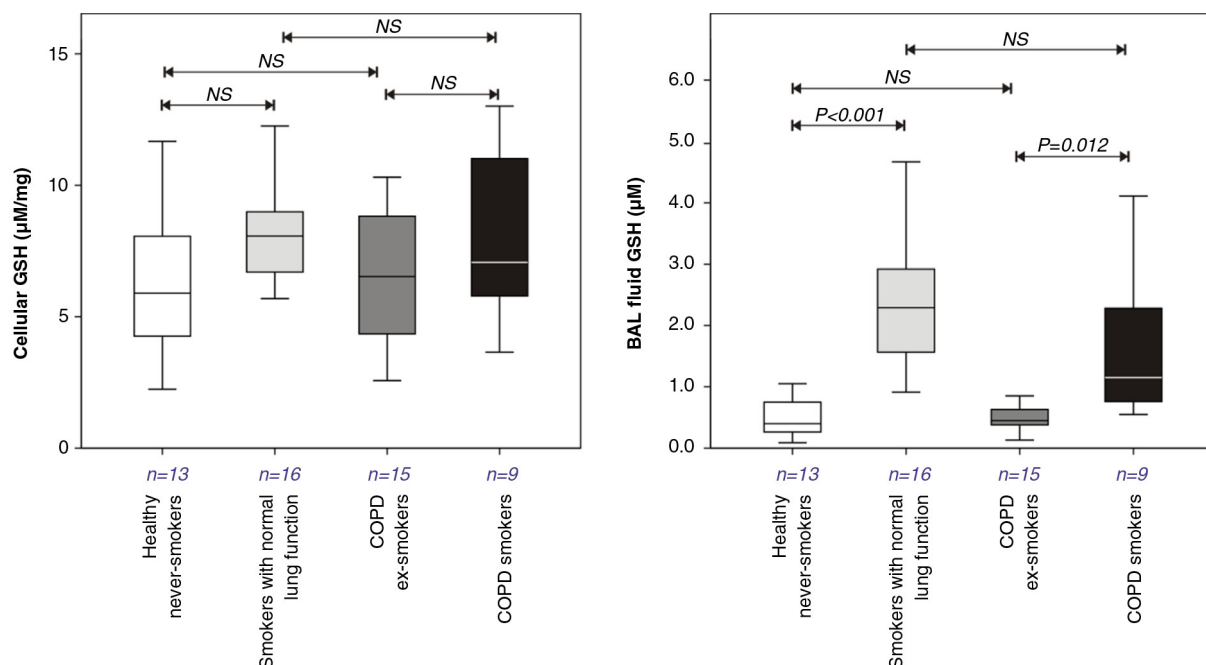 NS
NS
NS
NS
15
10
5
0
Cellular GSH (µM/mg)
n=13
n=16
n=15
n=9
Healthy
never-smokers
Smokers with normal
lung function
COPD
ex-smokers
COPD smokers
NS
NS
P<0.001
P=0.012
6.0
5.0
4.0
3.0
2.0
1.0
0.0
BAL fluid GSH (µM)
n=13
n=16
n=15
n=9
Healthy
never-smokers
Smokers with normal
lung function
COPD
ex-smokers
COPD smokers